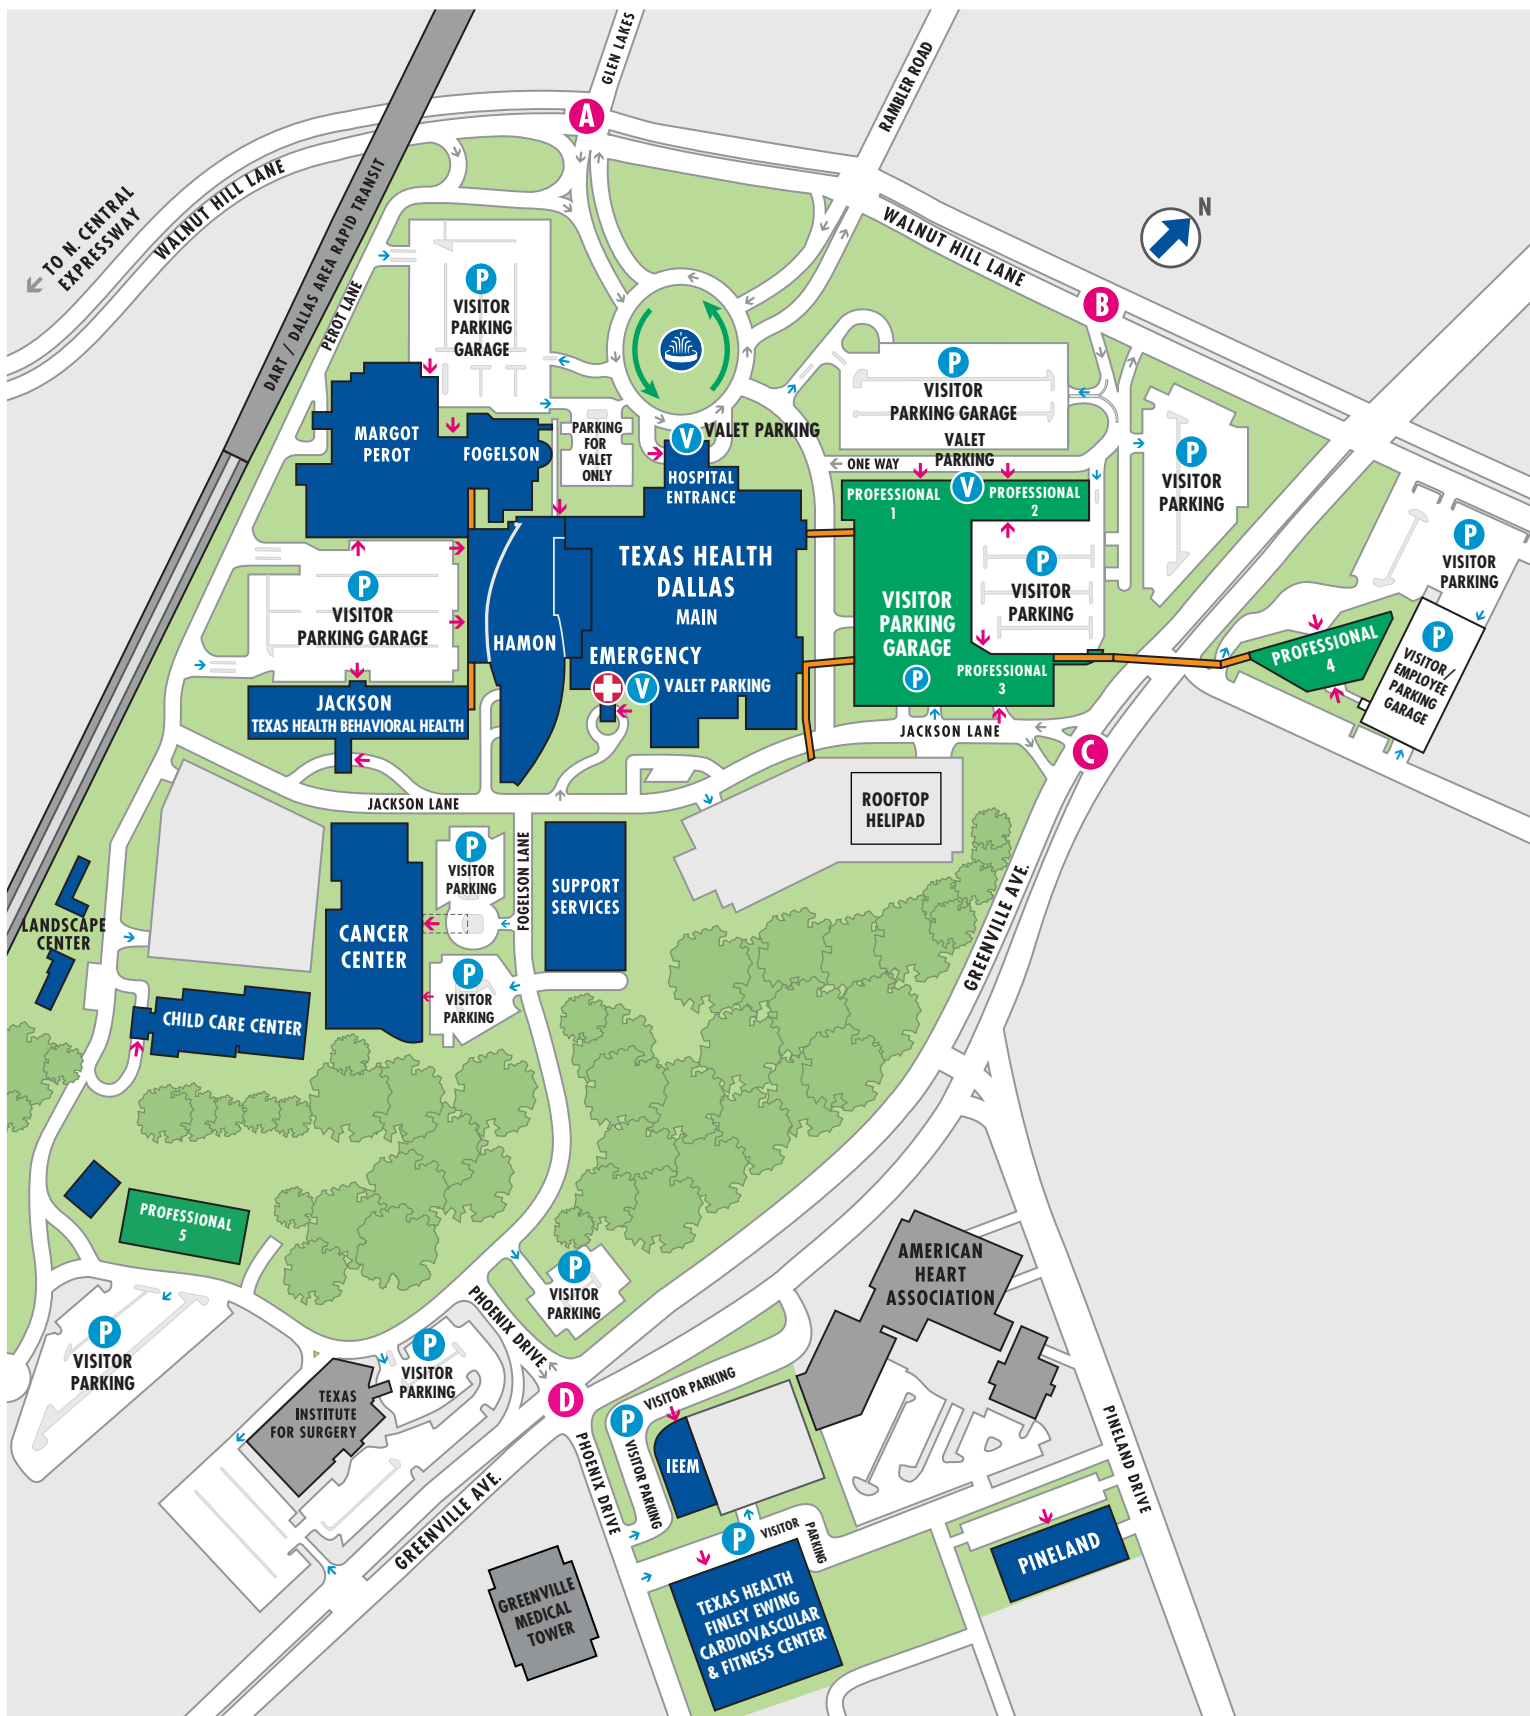 GLEN LAKES
A
RAMBLER ROAD
N
DART / DALLAS AREA RAPID TRANSIT
WALNUT HILL LANE
TO N. CENTRAL
EXPRESSWAY
WALNUT HILL LANE
B
PEROT LANE
P
VISITOR
PARKING
GARAGE
P
VISITOR
PARKING GARAGE
PARKING
FOR
VALET
ONLY
V
VALET PARKING
VALET
PARKING
ONE WAY
P
VISITOR
PARKING
MARGOT
PEROT
FOGELSON
HOSPITAL
ENTRANCE
PROFESSIONAL
1
V
PROFESSIONAL
2
P
VISITOR
PARKING
P
VISITOR
PARKING GARAGE
TEXAS HEALTH
DALLAS
MAIN
P
VISITOR
PARKING
VISITOR
PARKING
GARAGE
P
PROFESSIONAL
3
PROFESSIONAL
4
P
VISITOR/
EMPLOYEE
PARKING
GARAGE
HAMON
EMERGENCY
V
VALET PARKING
JACKSON
TEXAS HEALTH BEHAVIORAL HEALTH
JACKSON LANE
C
JACKSON LANE
ROOFTOP
HELIPAD
P
VISITOR
PARKING
FOGELSON LANE
SUPPORT
SERVICES
GREENVILLE AVE.
LANDSCAPE
CENTER
CANCER
CENTER
P
VISITOR
PARKING
CHILD CARE CENTER
PROFESSIONAL
5
AMERICAN
HEART
ASSOCIATION
P
VISITOR
PARKING
PHOENIX DRIVE
P
VISITOR
PARKING
P
VISITOR
PARKING
TEXAS
INSTITUTE
FOR SURGERY
D
VISITOR PARKING
P
VISITOR PARKING
IEEM
PHOENIX DRIVE
PINELAND DRIVE
GREENVILLE AVE.
P
VISITOR
PARKING
PINELAND
GREENVILLE
MEDICAL
TOWER
TEXAS HEALTH
FINLEY EWING
CARDIOVASCULAR
& FITNESS CENTER